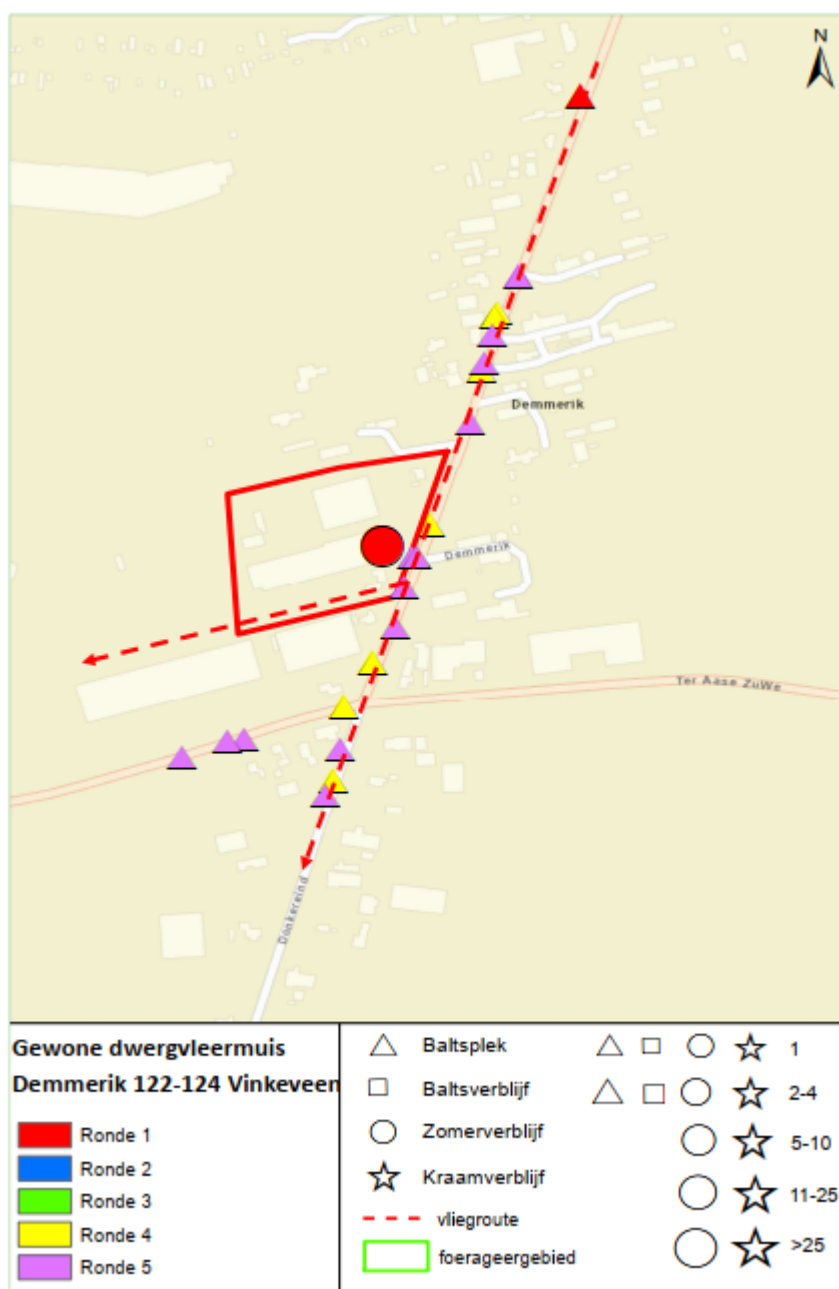 N
Demmerik
Demmerik
Ter Aase ZuWe
Donkereind
Gewone dwergvleermuis
Demmerik 122-124 Vinkeveen
Ronde 1
Ronde 2
Ronde 3
Ronde 4
Ronde 5
Baltsplek
Baltsverblijf
Zomerverblijf
Kraamverblijf
vliegroute
foerageergebied
1
2-4
5-10
11-25
>25